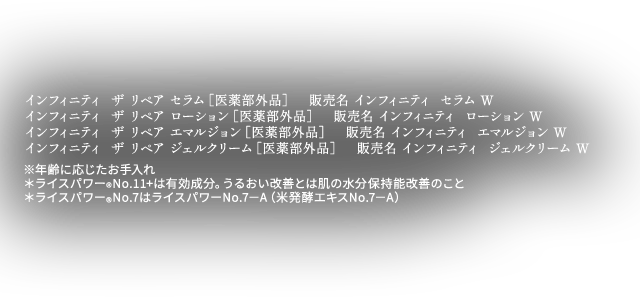 インフィニティ ザ リペア セラム［医薬部外品］ 販売名 インフィニティ セラム W
インフィニティ ザ リペア ローション［医薬部外品］ 販売名 インフィニティ ローション W
インフィニティ ザ リペア エマルジョン［医薬部外品］ 販売名 インフィニティ エマルジョン W
インフィニティ ザ リペア ジェルクリーム［医薬部外品］ 販売名 インフィニティ ジェルクリーム W
※年齢に応じたお手入れ
＊ライスパワー®No.11+は有効成分。うるおい改善とは肌の水分保持能改善のこと
＊ライスパワー®No.7はライスパワーNo.7－A（米発酵エキスNo.7－A）